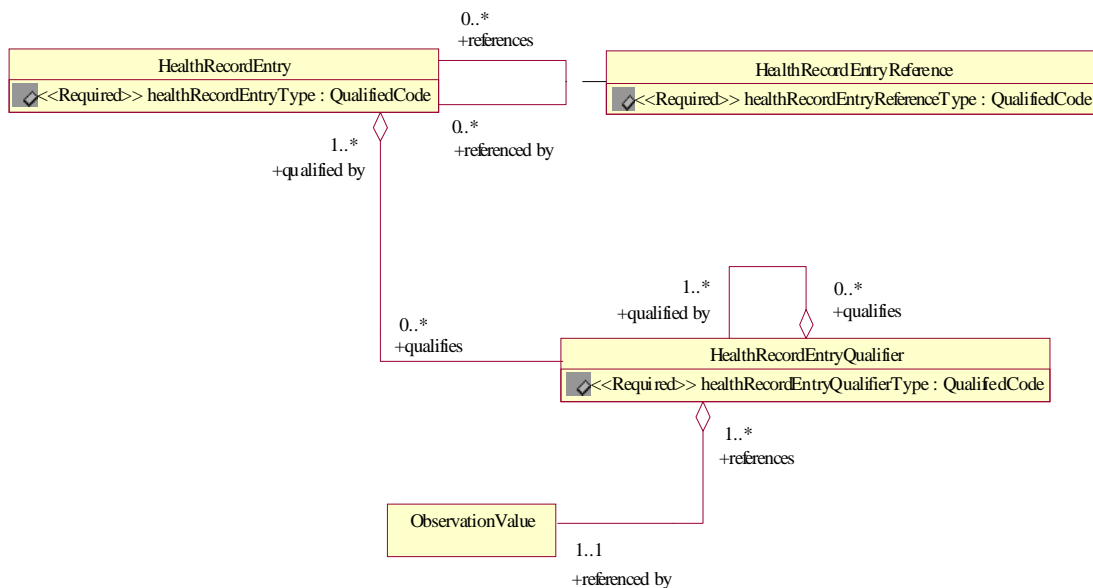 0..*
+references
HealthRecordEntry
<<Required>> healthRecordEntryType : QualifiedCode
HealthRecordEntryReference
<<Required>> healthRecordEntryReferenceType : QualifiedCode
1..*
+qualified by
0..*
+referenced by
1..*
+qualified by
0..*
+qualifies
0..*
+qualifies
HealthRecordEntryQualifier
<<Required>> healthRecordEntryQualifierType : QualifiedCode
1..*
+references
ObservationValue
1..1
+referenced by